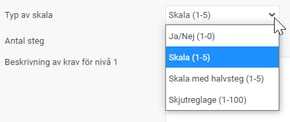 Typ av skala
Skala (1-5)
Ja/Nej (1-0)
Antal steg
Skala (1-5)
Beskrivning av krav för nivå 1
Skala med halvsteg (1-5)
Skjutreglage (1-100)